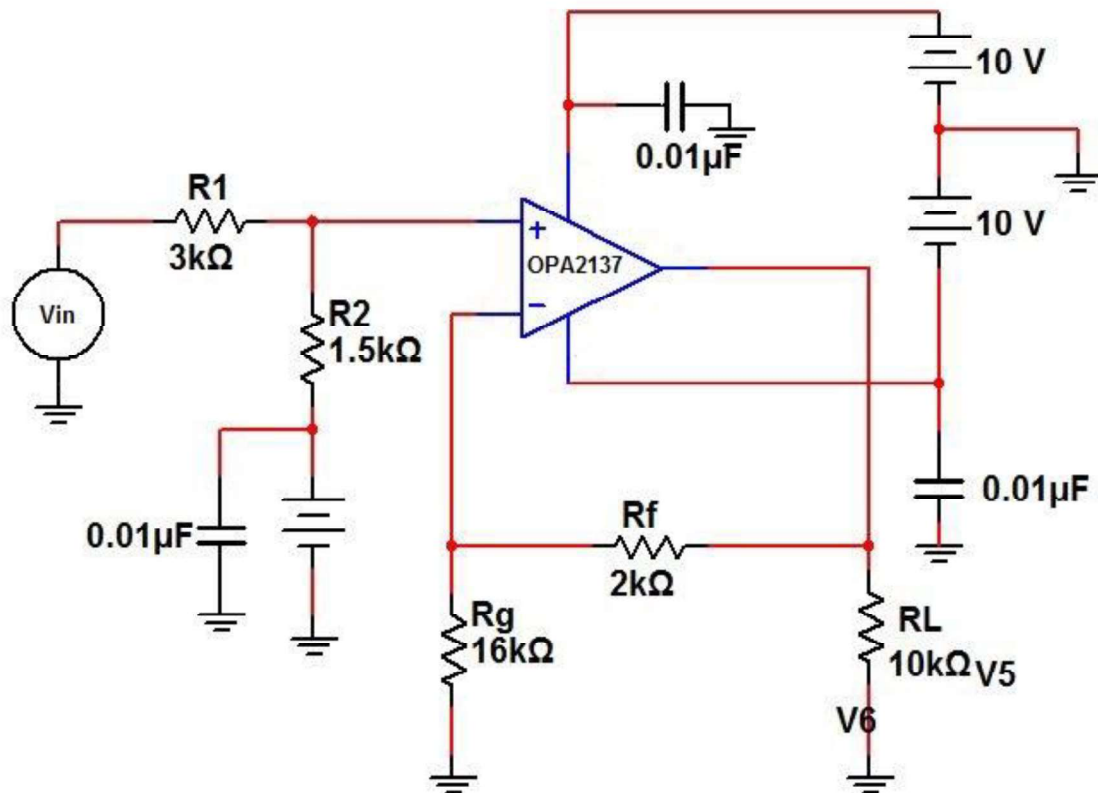 10 V
0.01μF
R1
3kΩ
10 V
+
OPA2137
−
Vin
R2
1.5kΩ
0.01μF
0.01μF
Rf
2kΩ
Rg
16kΩ
RL
10kΩ
V5
V6